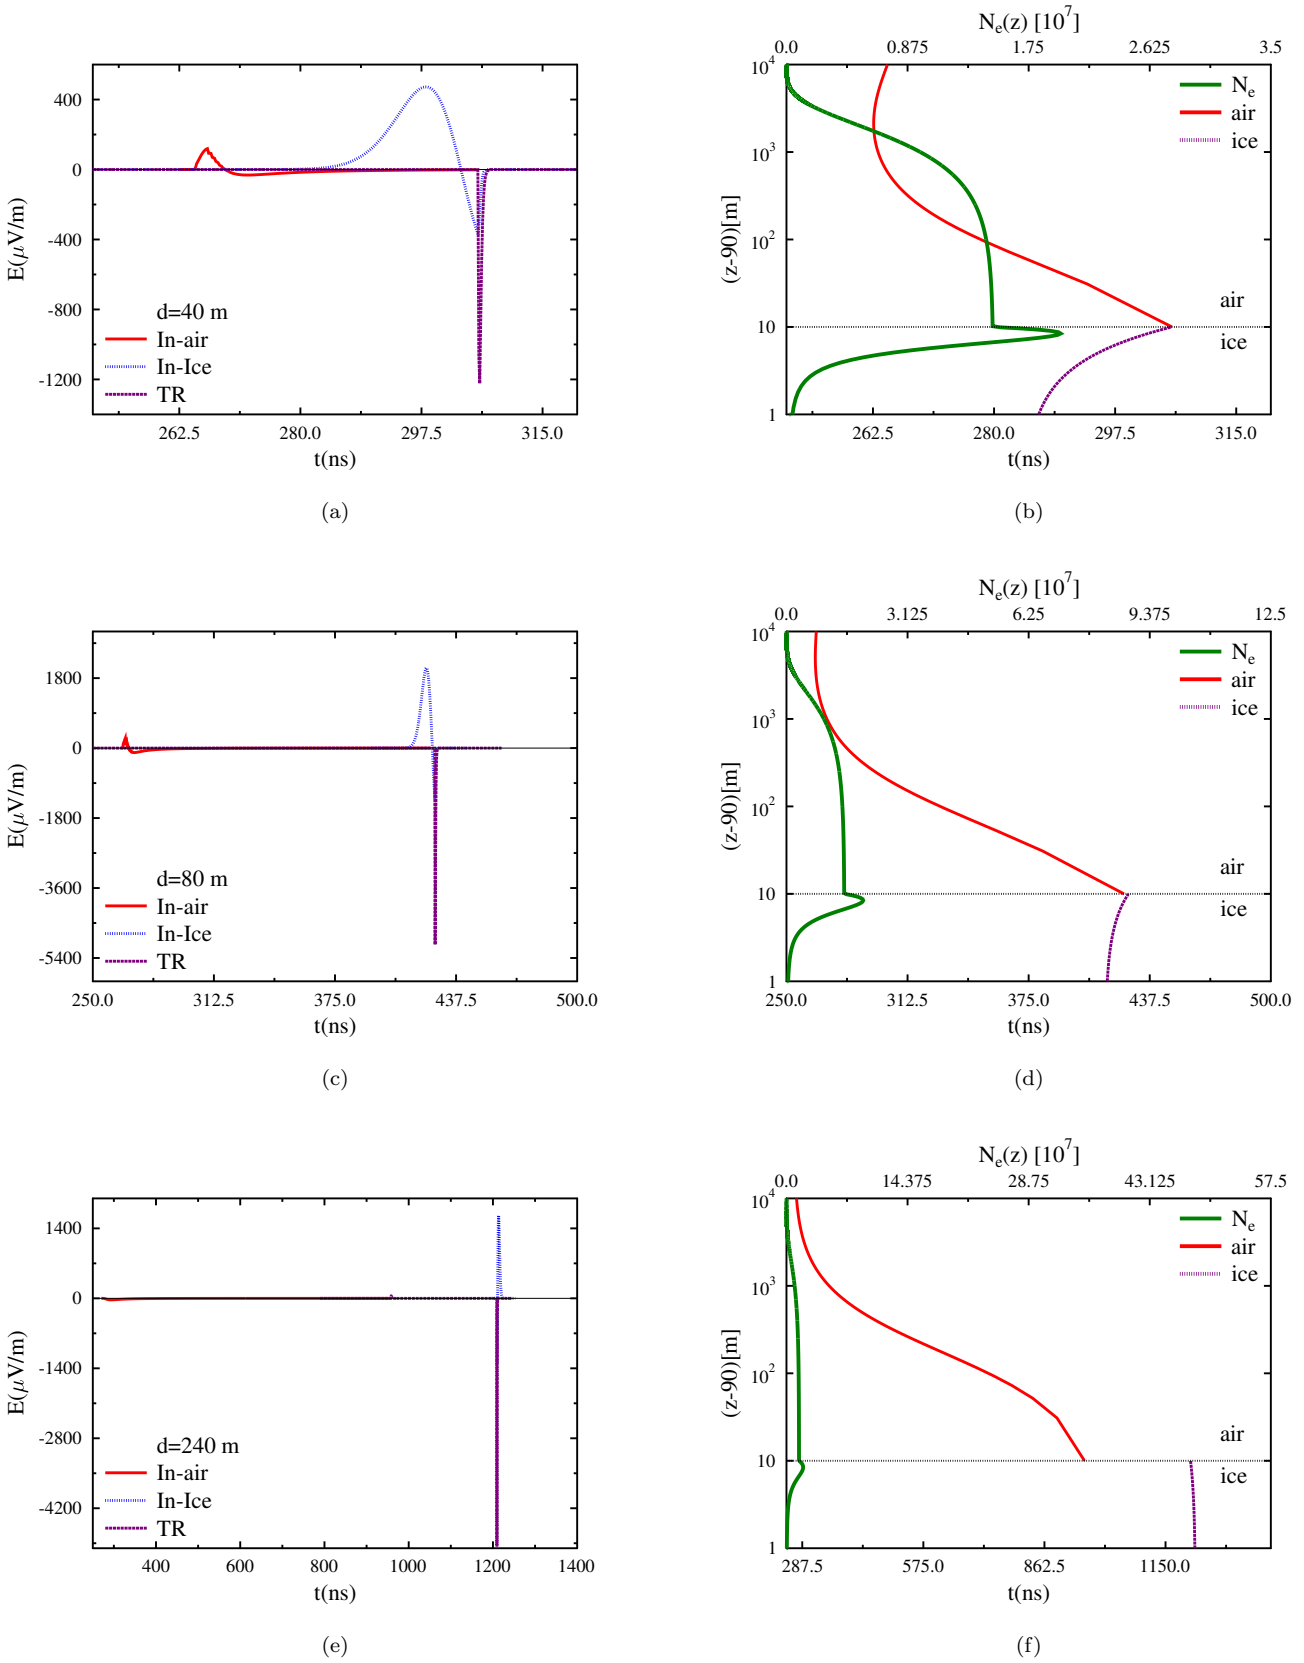 400
0
-400
-800
-1200
E(μV/m)
d=40 m
In-air
In-Ice
TR
262.5 280.0 297.5 315.0
t(ns)
(a)
N_e(z) [10^7]
0.0 0.875 1.75 2.625 3.5
10^4
10^3
10^2
10
1
(z-90)[m]
N_e
air
ice
air
ice
262.5 280.0 297.5 315.0
t(ns)
(b)
1800
0
-1800
-3600
-5400
E(μV/m)
d=80 m
In-air
In-Ice
TR
250.0 312.5 375.0 437.5 500.0
t(ns)
(c)
N_e(z) [10^7]
0.0 3.125 6.25 9.375 12.5
10^4
10^3
10^2
10
1
(z-90)[m]
N_e
air
ice
air
ice
250.0 312.5 375.0 437.5 500.0
t(ns)
(d)
1400
0
-1400
-2800
-4200
E(μV/m)
d=240 m
In-air
In-Ice
TR
400 600 800 1000 1200 1400
t(ns)
(e)
N_e(z) [10^7]
0.0 14.375 28.75 43.125 57.5
10^4
10^3
10^2
10
1
(z-90)[m]
N_e
air
ice
air
ice
287.5 575.0 862.5 1150.0
t(ns)
(f)